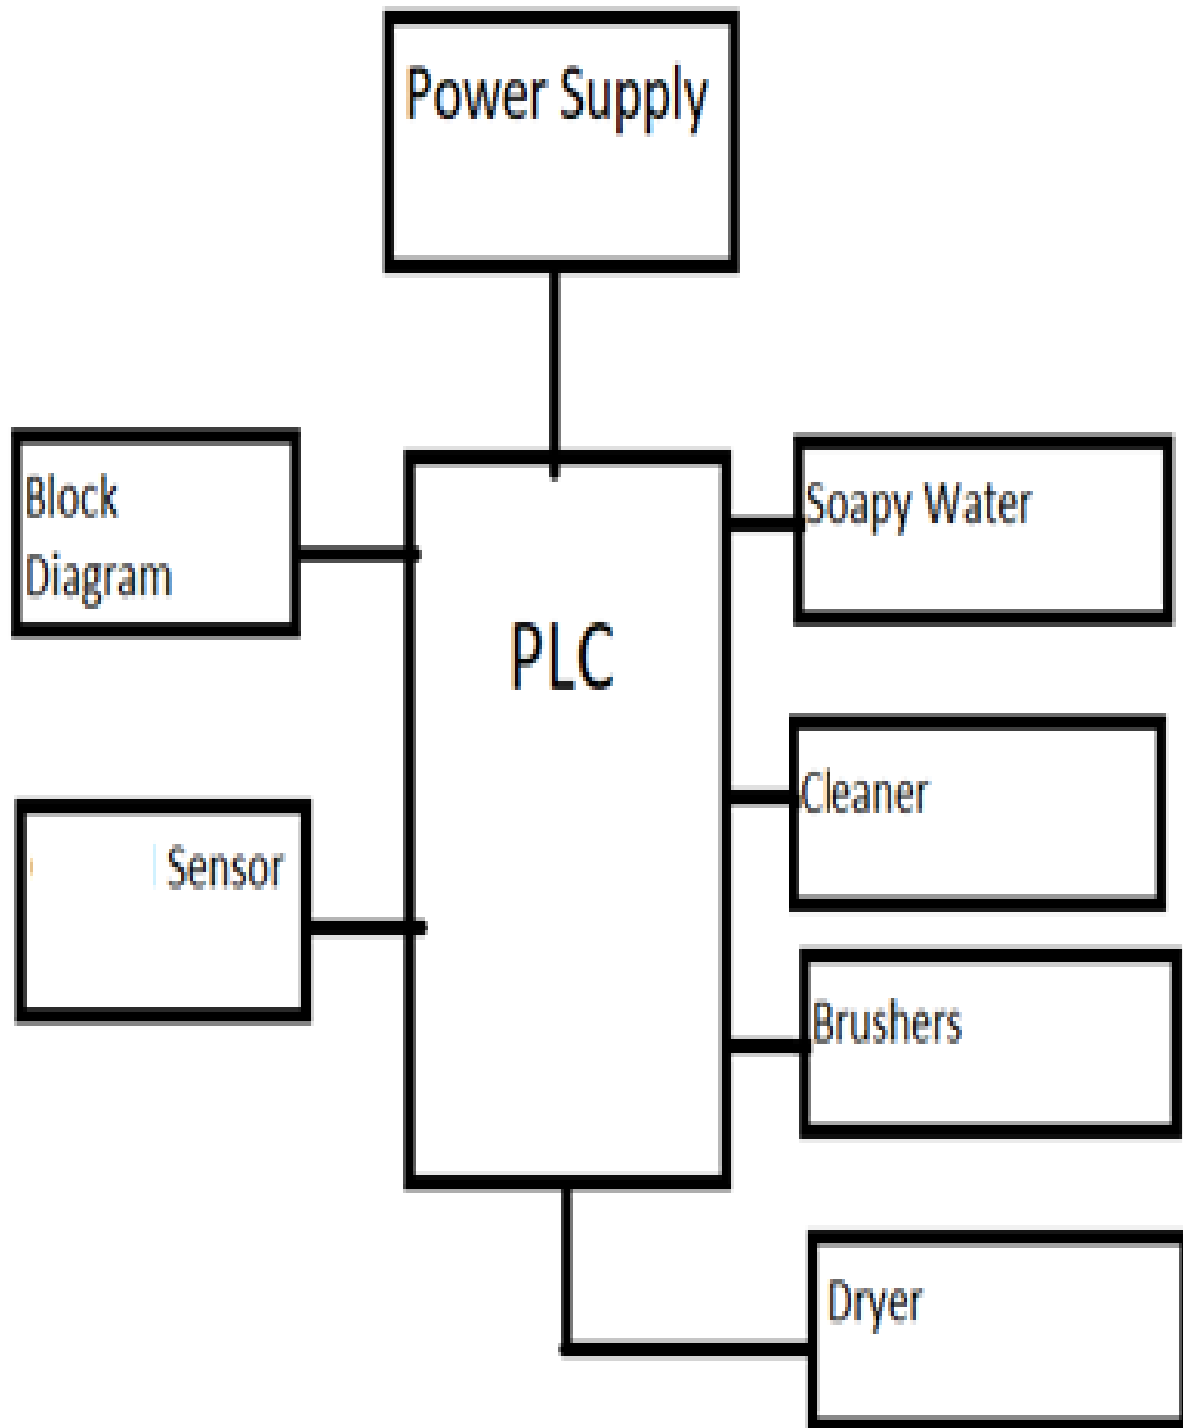 Power Supply
Block
Diagram
Soapy Water
PLC
Cleaner
Sensor
Brushers
Dryer